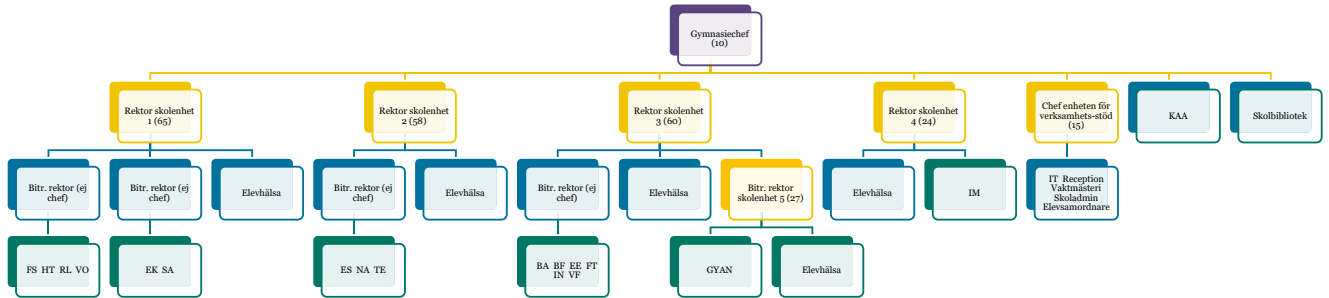 Gymnasiechef
(10)
Rektor skolenhet
1 (65)
Rektor skolenhet
2 (58)
Rektor skolenhet
3 (60)
Rektor skolenhet
4 (24)
Chef enheten för
verksamhets-stöd
(15)
KAA
Skolbibliotek
Bitr. rektor (ej
chef)
Bitr. rektor (ej
chef)
Elevhälsa
Bitr. rektor (ej
chef)
Elevhälsa
Bitr. rektor (ej
chef)
Elevhälsa
Bitr. rektor
skolenhet 5 (27)
Elevhälsa
IM
IT Reception
Vaktmästeri
Skoladmin
Elevsamordnare
FS HT RL VO
EK SA
ES NA TE
BA BF EE FT
IN VF
GYAN
Elevhälsa